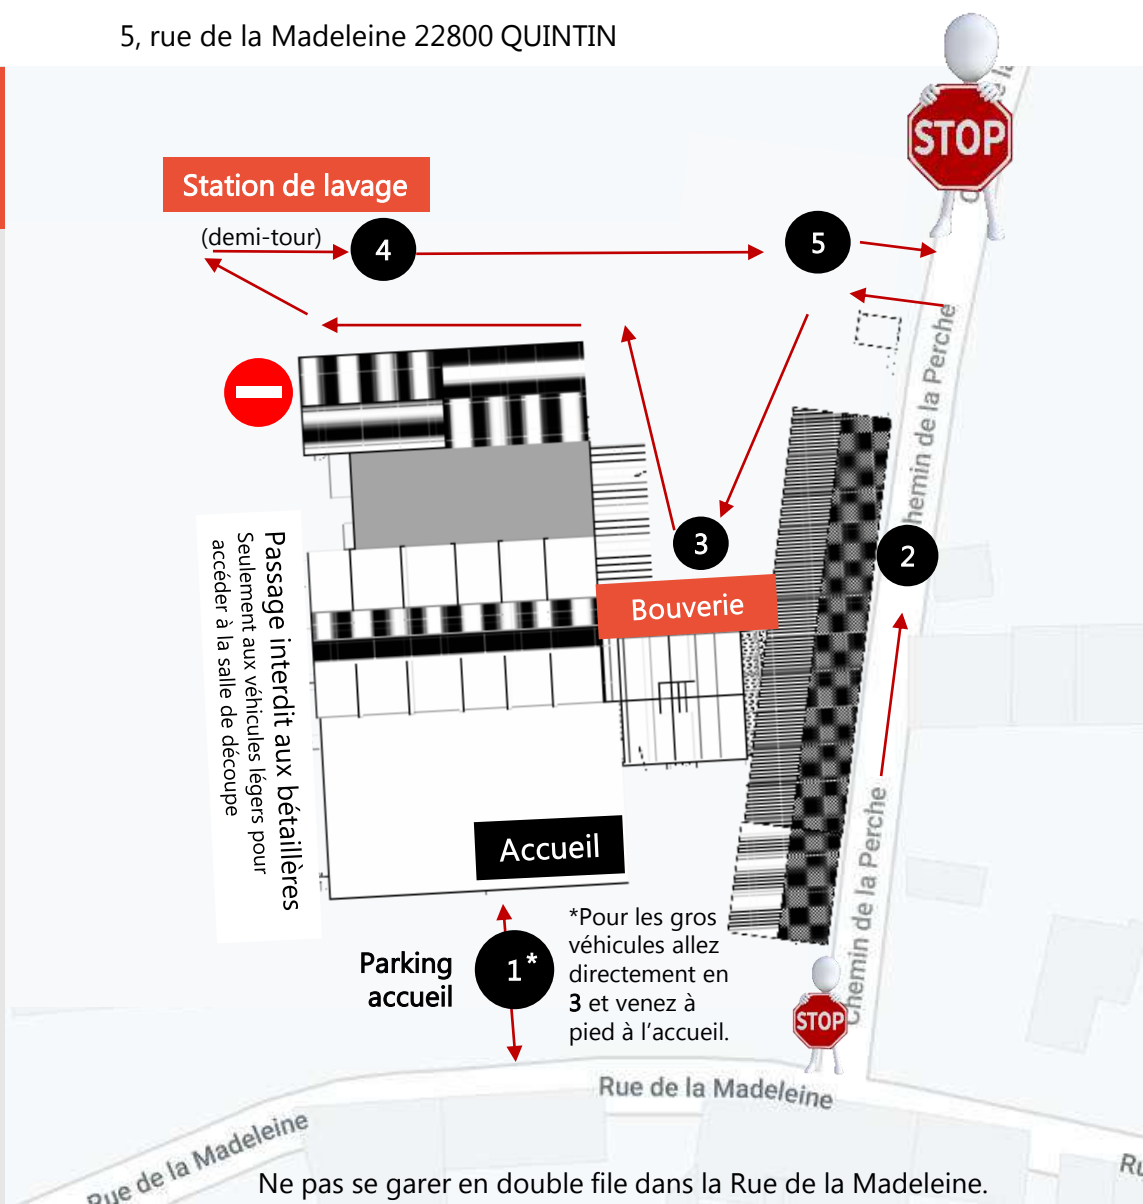 5, rue de la Madeleine 22800 QUINTIN
STOP
Station de lavage
(demi-tour)
4
5
Chemin de la Perche
3
2
Bouverie
Passage interdit aux bétaillères
Seulement aux véhicules légers pour
accéder à la salle de découpe
Accueil
Chemin de la Perche
Parking
accueil
1*
*Pour les gros
véhicules allez
directement en
3 et venez à
pied à l'accueil.
STOP
Rue de la Madeleine
Rue de la Madeleine
Ne pas se garer en double file dans la Rue de la Madeleine.